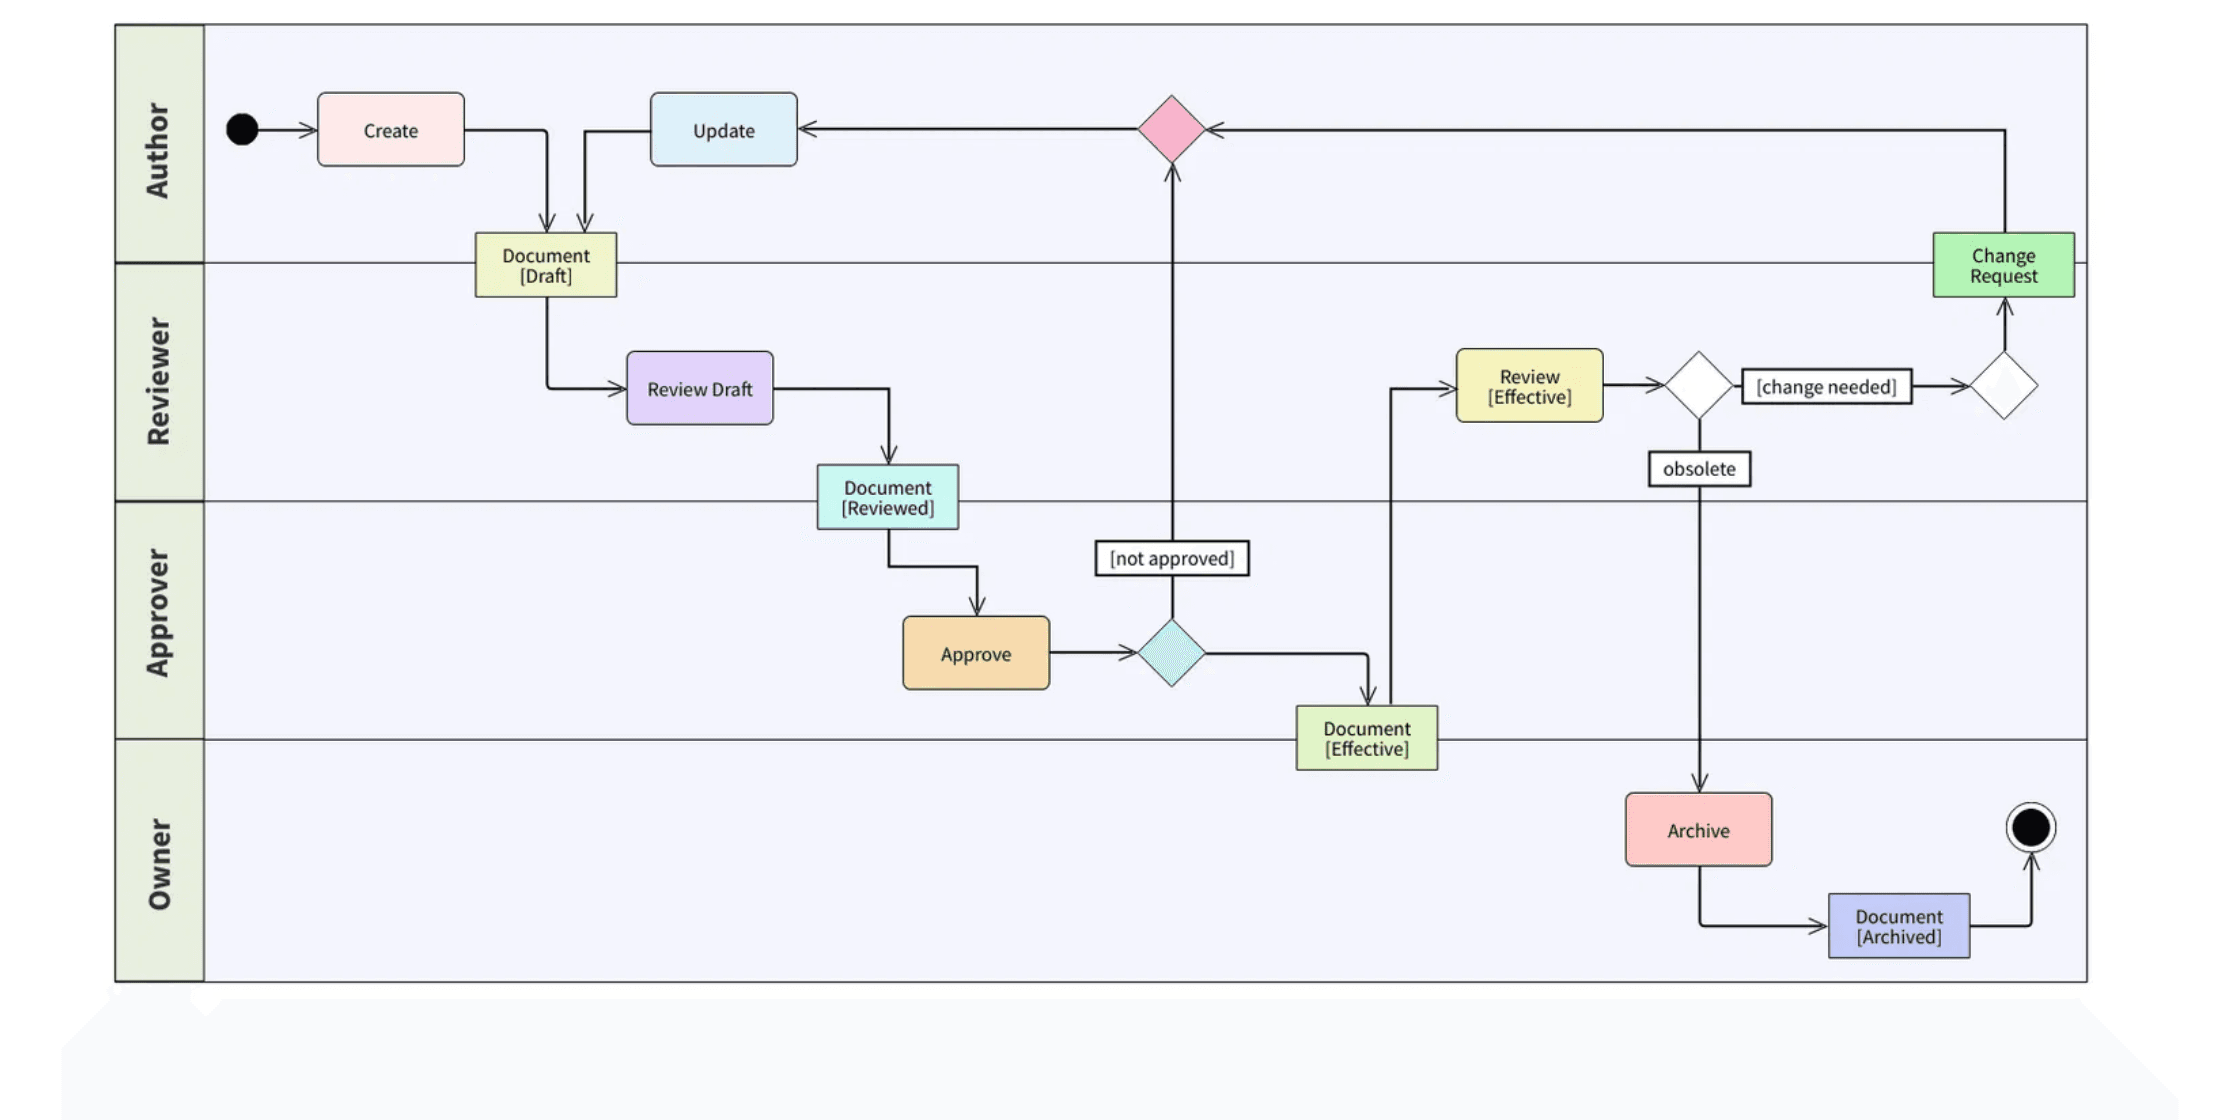 Author
Create
Update
Document
[Draft]
Change
Request
Reviewer
Review Draft
Review
[Effective]
[change needed]
obsolete
Document
[Reviewed]
Approver
[not approved]
Approve
Document
[Effective]
Owner
Archive
Document
[Archived]